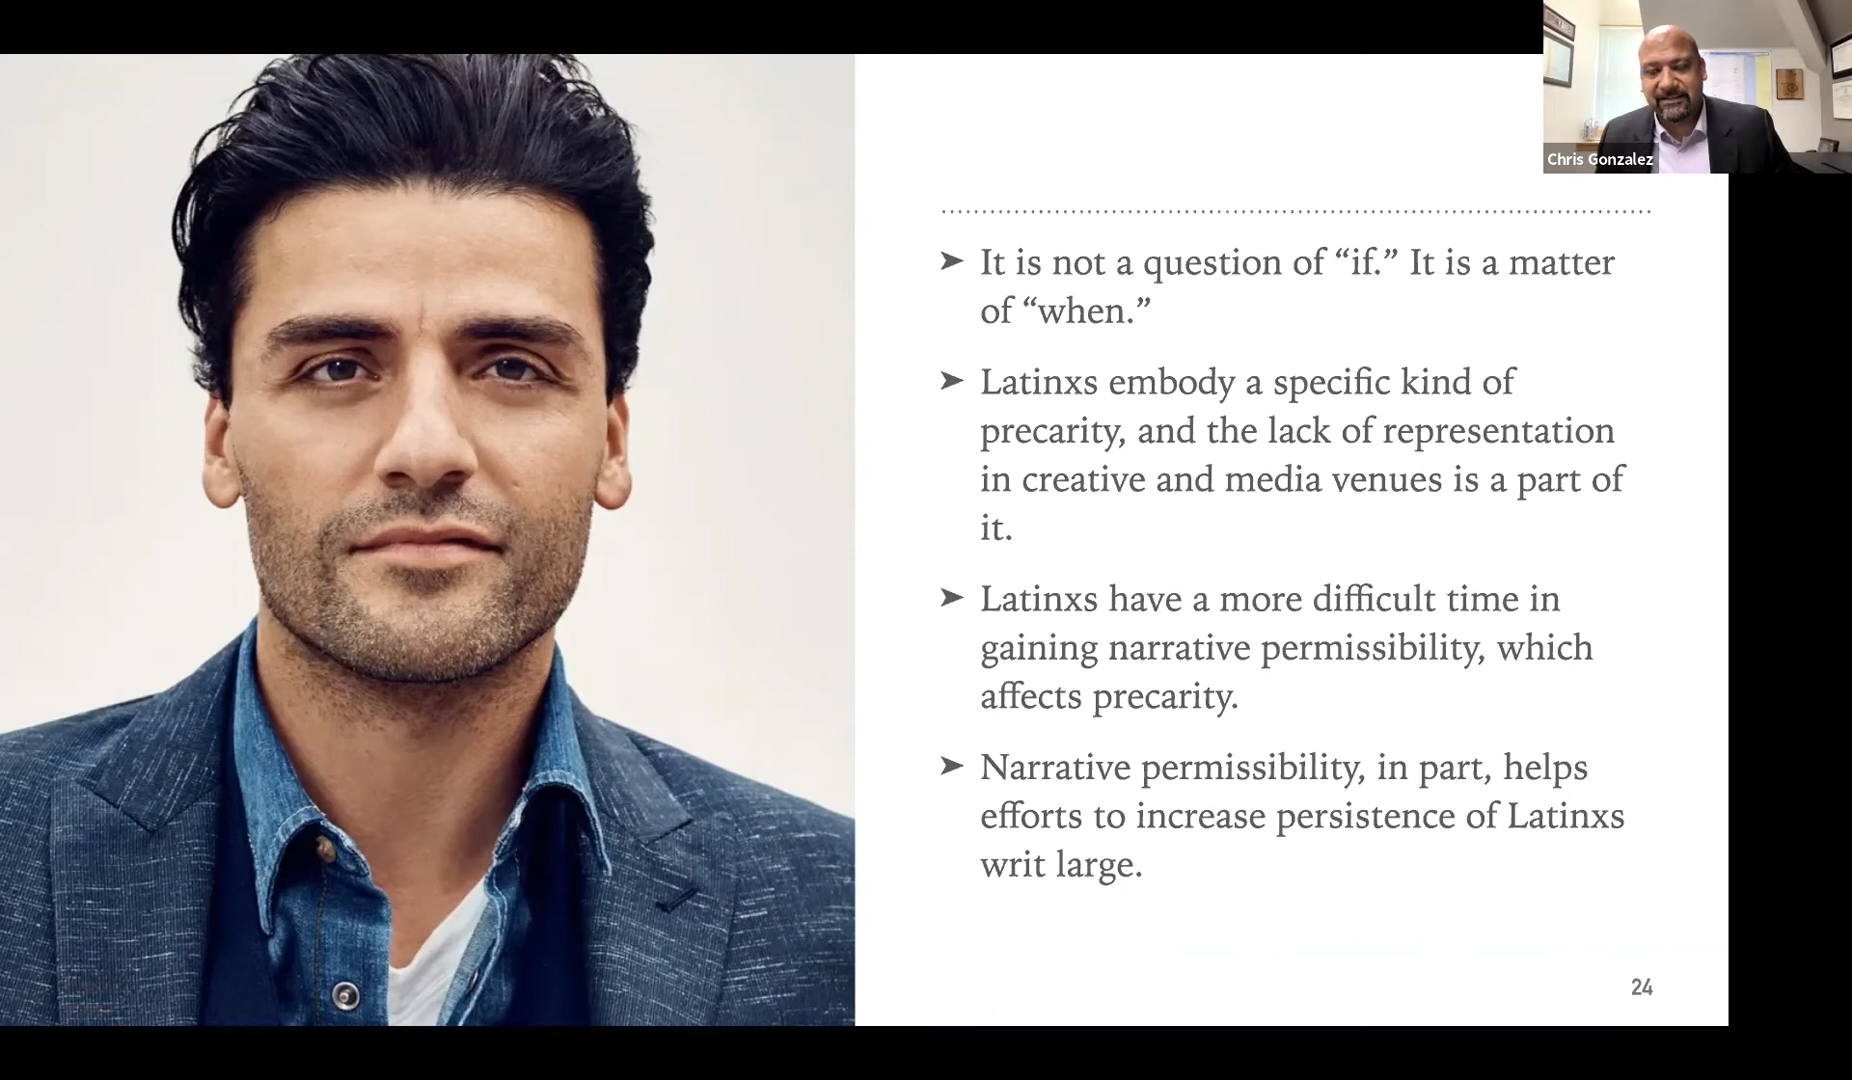 Chris Gonzalez
➤ It is not a question of “if.” It is a matter
of “when.”
➤ Latinxs embody a specific kind of
precarity, and the lack of representation
in creative and media venues is a part of
it.
➤ Latinxs have a more difficult time in
gaining narrative permissibility, which
affects precarity.
➤ Narrative permissibility, in part, helps
efforts to increase persistence of Latinxs
writ large.
24